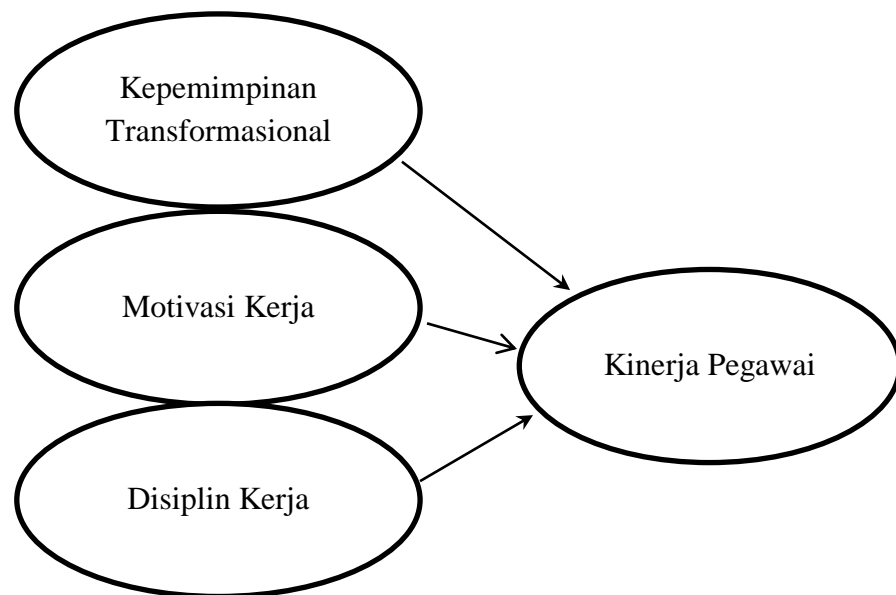 Kepemimpinan
Transformasional
Motivasi Kerja
Kinerja Pegawai
Disiplin Kerja